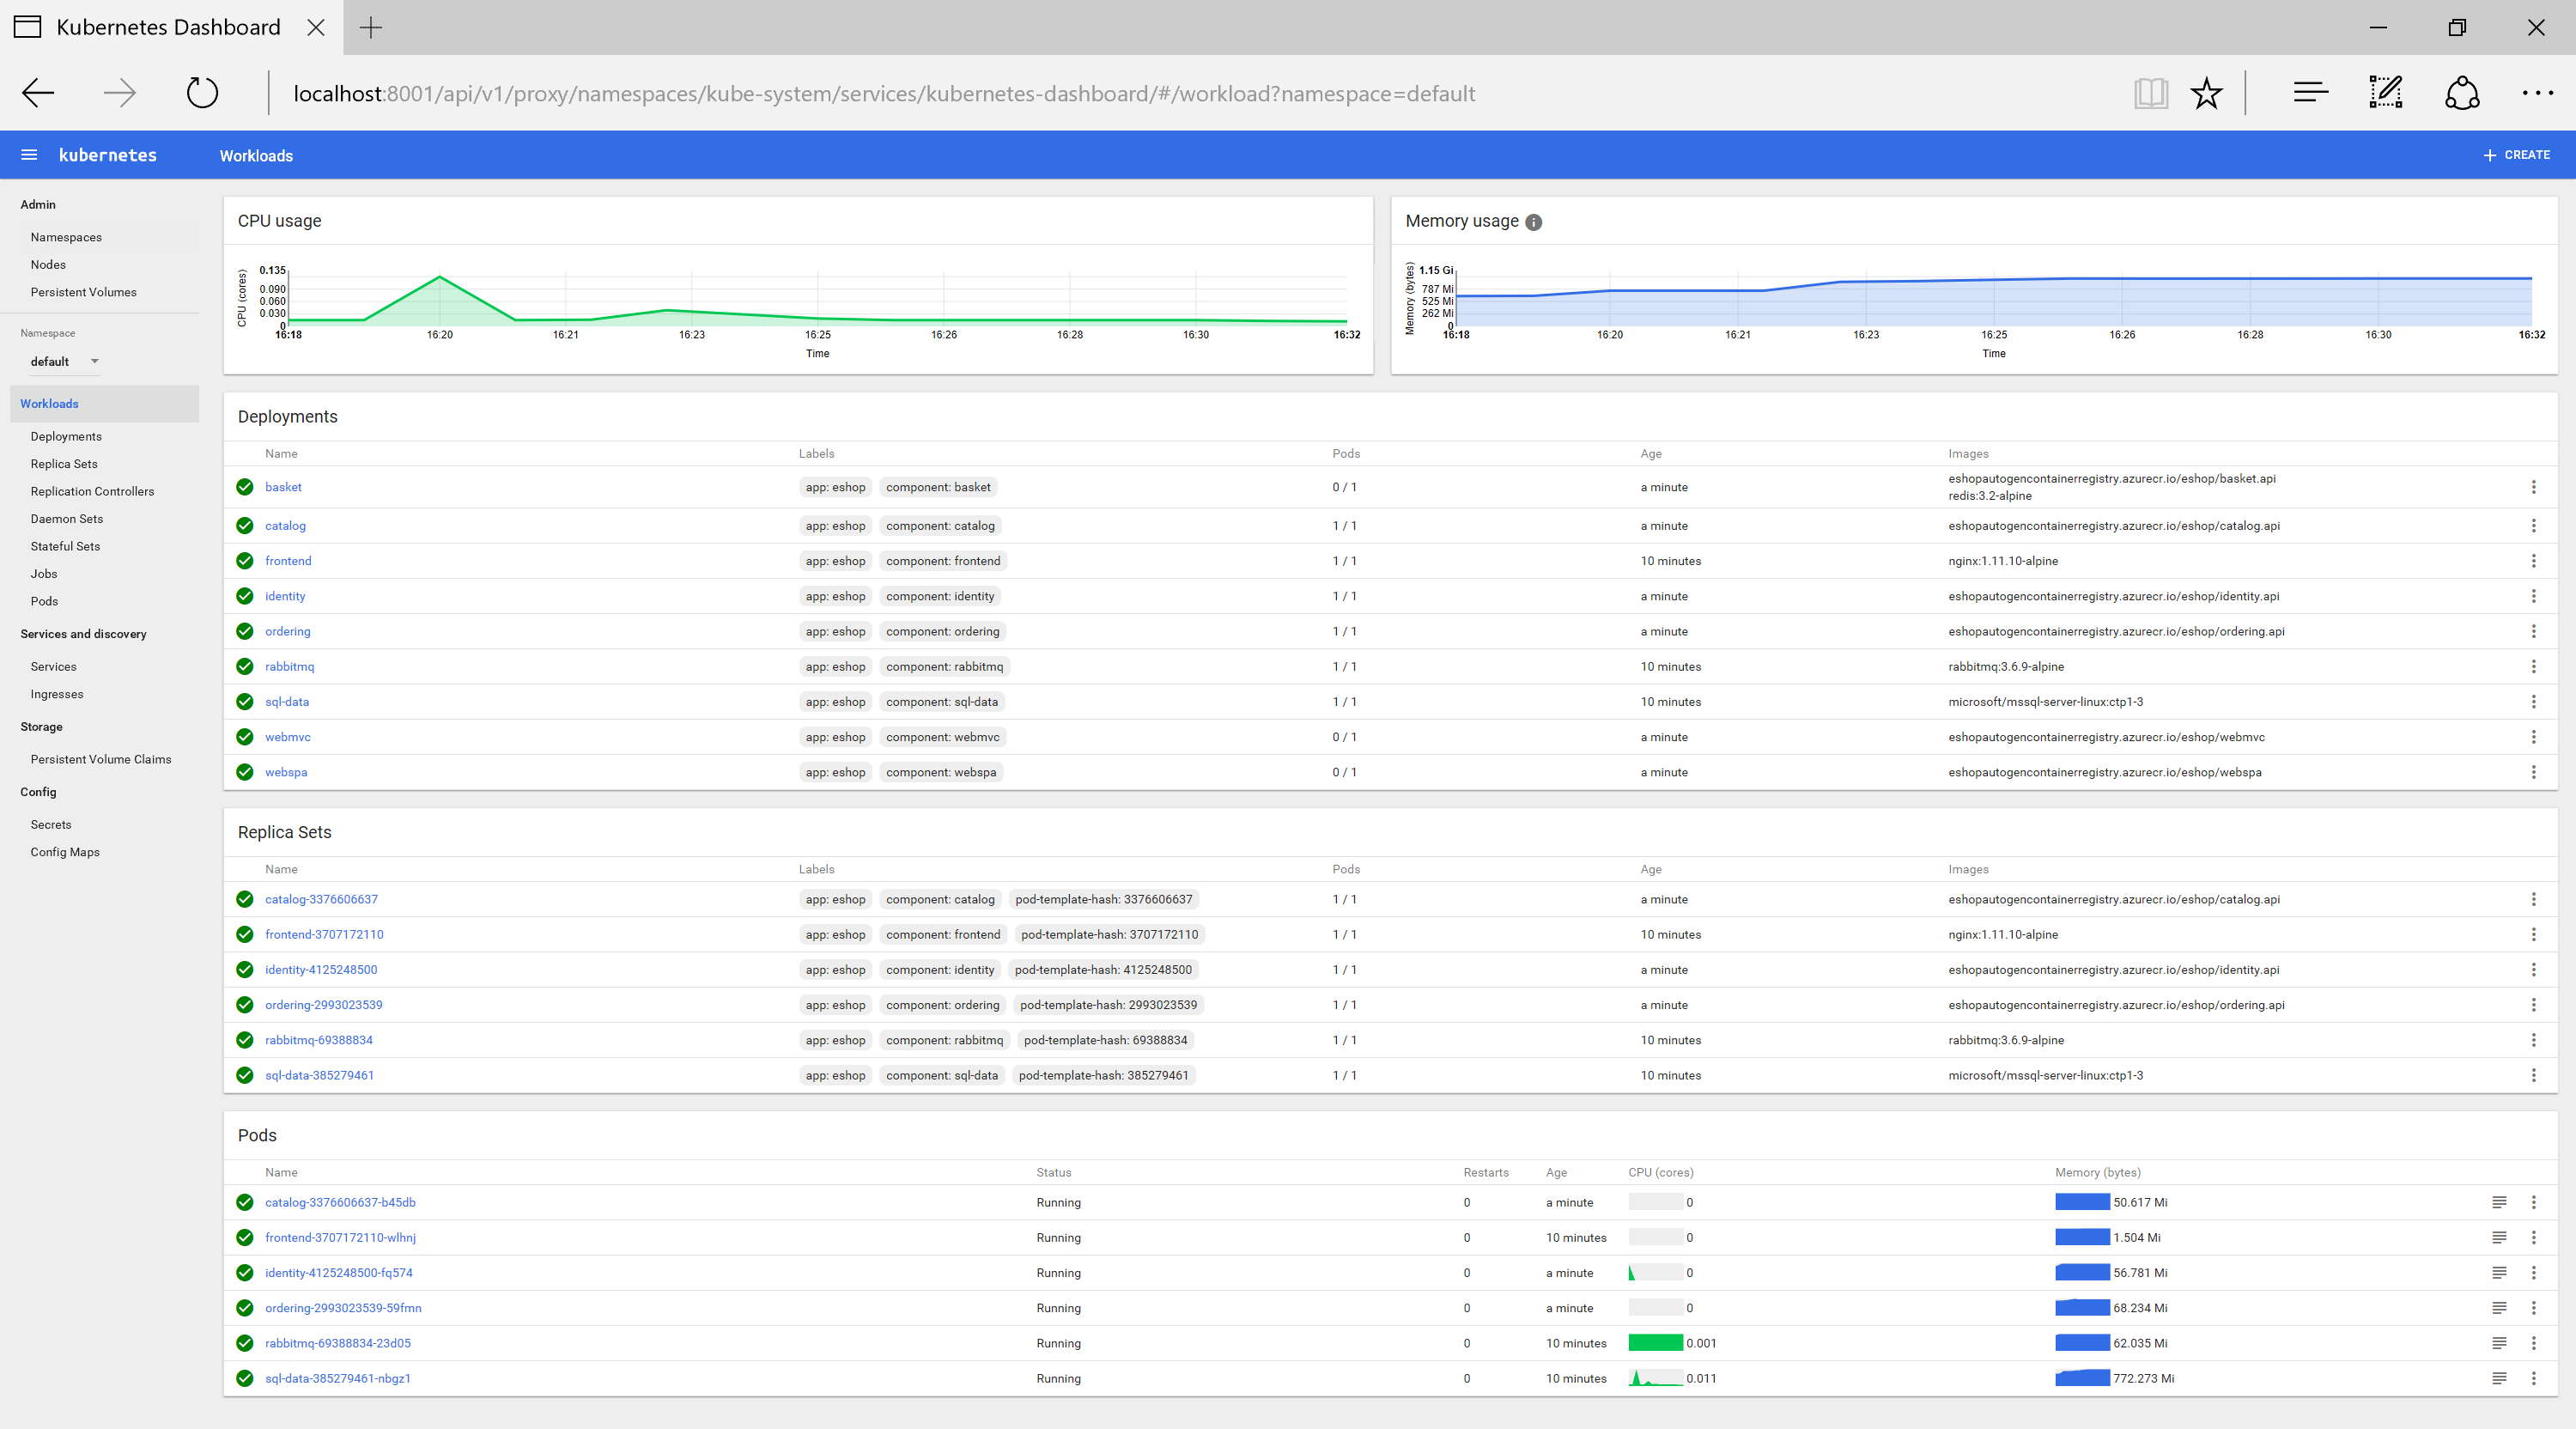 Kubernetes Dashboard
localhost:8001/api/v1/proxy/namespaces/kube-system/services/kubernetes-dashboard/#/workload?namespace=default
kubernetes Workloads CREATE
Admin
Namespaces
Nodes
Persistent Volumes
Namespace
default
Workloads
Deployments
Replica Sets
Replication Controllers
Daemon Sets
Stateful Sets
Jobs
Pods
Services and discovery
Services
Ingresses
Storage
Persistent Volume Claims
Config
Secrets
Config Maps
CPU usage
CPU (cores)
0.135
0.090
0.060
0.030
0
16:18 16:20 16:21 16:23 16:25 16:26 16:28 16:30 16:32
Time
Memory usage
Memory (bytes)
1.15 Gi
787 Mi
525 Mi
262 Mi
0
16:18 16:20 16:21 16:23 16:25 16:26 16:28 16:30 16:32
Time
Deployments
Name Labels Pods Age Images
basket app: eshop component: basket 0 / 1 a minute eshopautogencontainerregistry.azurecr.io/eshop/basket.api
redis:3.2-alpine
catalog app: eshop component: catalog 1 / 1 a minute eshopautogencontainerregistry.azurecr.io/eshop/catalog.api
frontend app: eshop component: frontend 1 / 1 10 minutes nginx:1.11.10-alpine
identity app: eshop component: identity 1 / 1 a minute eshopautogencontainerregistry.azurecr.io/eshop/identity.api
ordering app: eshop component: ordering 1 / 1 a minute eshopautogencontainerregistry.azurecr.io/eshop/ordering.api
rabbitmq app: eshop component: rabbitmq 1 / 1 10 minutes rabbitmq:3.6.9-alpine
sql-data app: eshop component: sql-data 1 / 1 10 minutes microsoft/mssql-server-linux:ctp1-3
webmvc app: eshop component: webmvc 0 / 1 a minute eshopautogencontainerregistry.azurecr.io/eshop/webmvc
webspa app: eshop component: webspa 0 / 1 a minute eshopautogencontainerregistry.azurecr.io/eshop/webspa
Replica Sets
Name Labels Pods Age Images
catalog-3376606637 app: eshop component: catalog pod-template-hash: 3376606637 1 / 1 a minute eshopautogencontainerregistry.azurecr.io/eshop/catalog.api
frontend-3707172110 app: eshop component: frontend pod-template-hash: 3707172110 1 / 1 10 minutes nginx:1.11.10-alpine
identity-4125248500 app: eshop component: identity pod-template-hash: 4125248500 1 / 1 a minute eshopautogencontainerregistry.azurecr.io/eshop/identity.api
ordering-2993023539 app: eshop component: ordering pod-template-hash: 2993023539 1 / 1 a minute eshopautogencontainerregistry.azurecr.io/eshop/ordering.api
rabbitmq-69388834 app: eshop component: rabbitmq pod-template-hash: 69388834 1 / 1 10 minutes rabbitmq:3.6.9-alpine
sql-data-385279461 app: eshop component: sql-data pod-template-hash: 385279461 1 / 1 10 minutes microsoft/mssql-server-linux:ctp1-3
Pods
Name Status Restarts Age CPU (cores) Memory (bytes)
catalog-3376606637-b45db Running 0 a minute 0 50.617 Mi
frontend-3707172110-wlhnj Running 0 10 minutes 0 1.504 Mi
identity-4125248500-fq574 Running 0 a minute 0 56.781 Mi
ordering-2993023539-59fmn Running 0 a minute 0 68.234 Mi
rabbitmq-69388834-23d05 Running 0 10 minutes 0.001 62.035 Mi
sql-data-385279461-nbgz1 Running 0 10 minutes 0.011 772.273 Mi